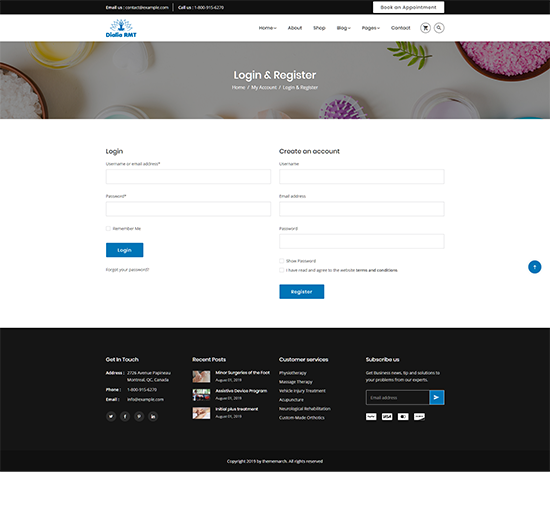 Email us : contact@example.com
Call us : 1-800-915-6270
Book an Appointment
Dialia RMT
Home
About
Shop
Blog
Pages
Contact
Login & Register
Home / My Account / Login & Register
Login
Username or email address*
Password*
Remember Me
Login
Forgot your password?
Create an account
Username
Email address
Password
Show Password
I have read and agree to the website terms and conditions
Register
Get In Touch
Address : 2726 Avenue Papineau
Montreal, QC, Canada
Phone : 1-800-915-6270
Email : info@example.com
Recent Posts
Minor Surgeries of the Foot
August 01, 2019
Assistive Device Program
August 01, 2019
Initial plus treatment
August 01, 2019
Customer services
Physiotherapy
Massage Therapy
Vehicle Injury Treatment
Acupuncture
Neurological Rehabilitation
Custom-Made Orthotics
Subscribe us
Get Business news, tip and solutions to
your problems from our experts.
Email address
PayPal
VISA
Copyright 2019 by thememarch. All rights reserved